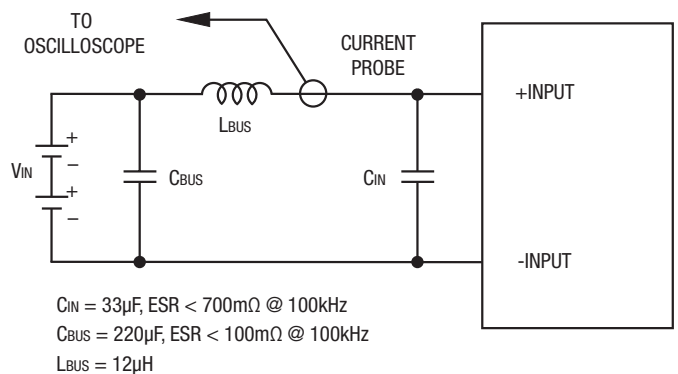 TO
OSCILLOSCOPE
CURRENT
PROBE
+INPUT
LBUS
VIN
+
–
+
–
CBUS
CIN
-INPUT
CIN = 33µF, ESR < 700mΩ @ 100kHz
CBUS = 220µF, ESR < 100mΩ @ 100kHz
LBUS = 12µH